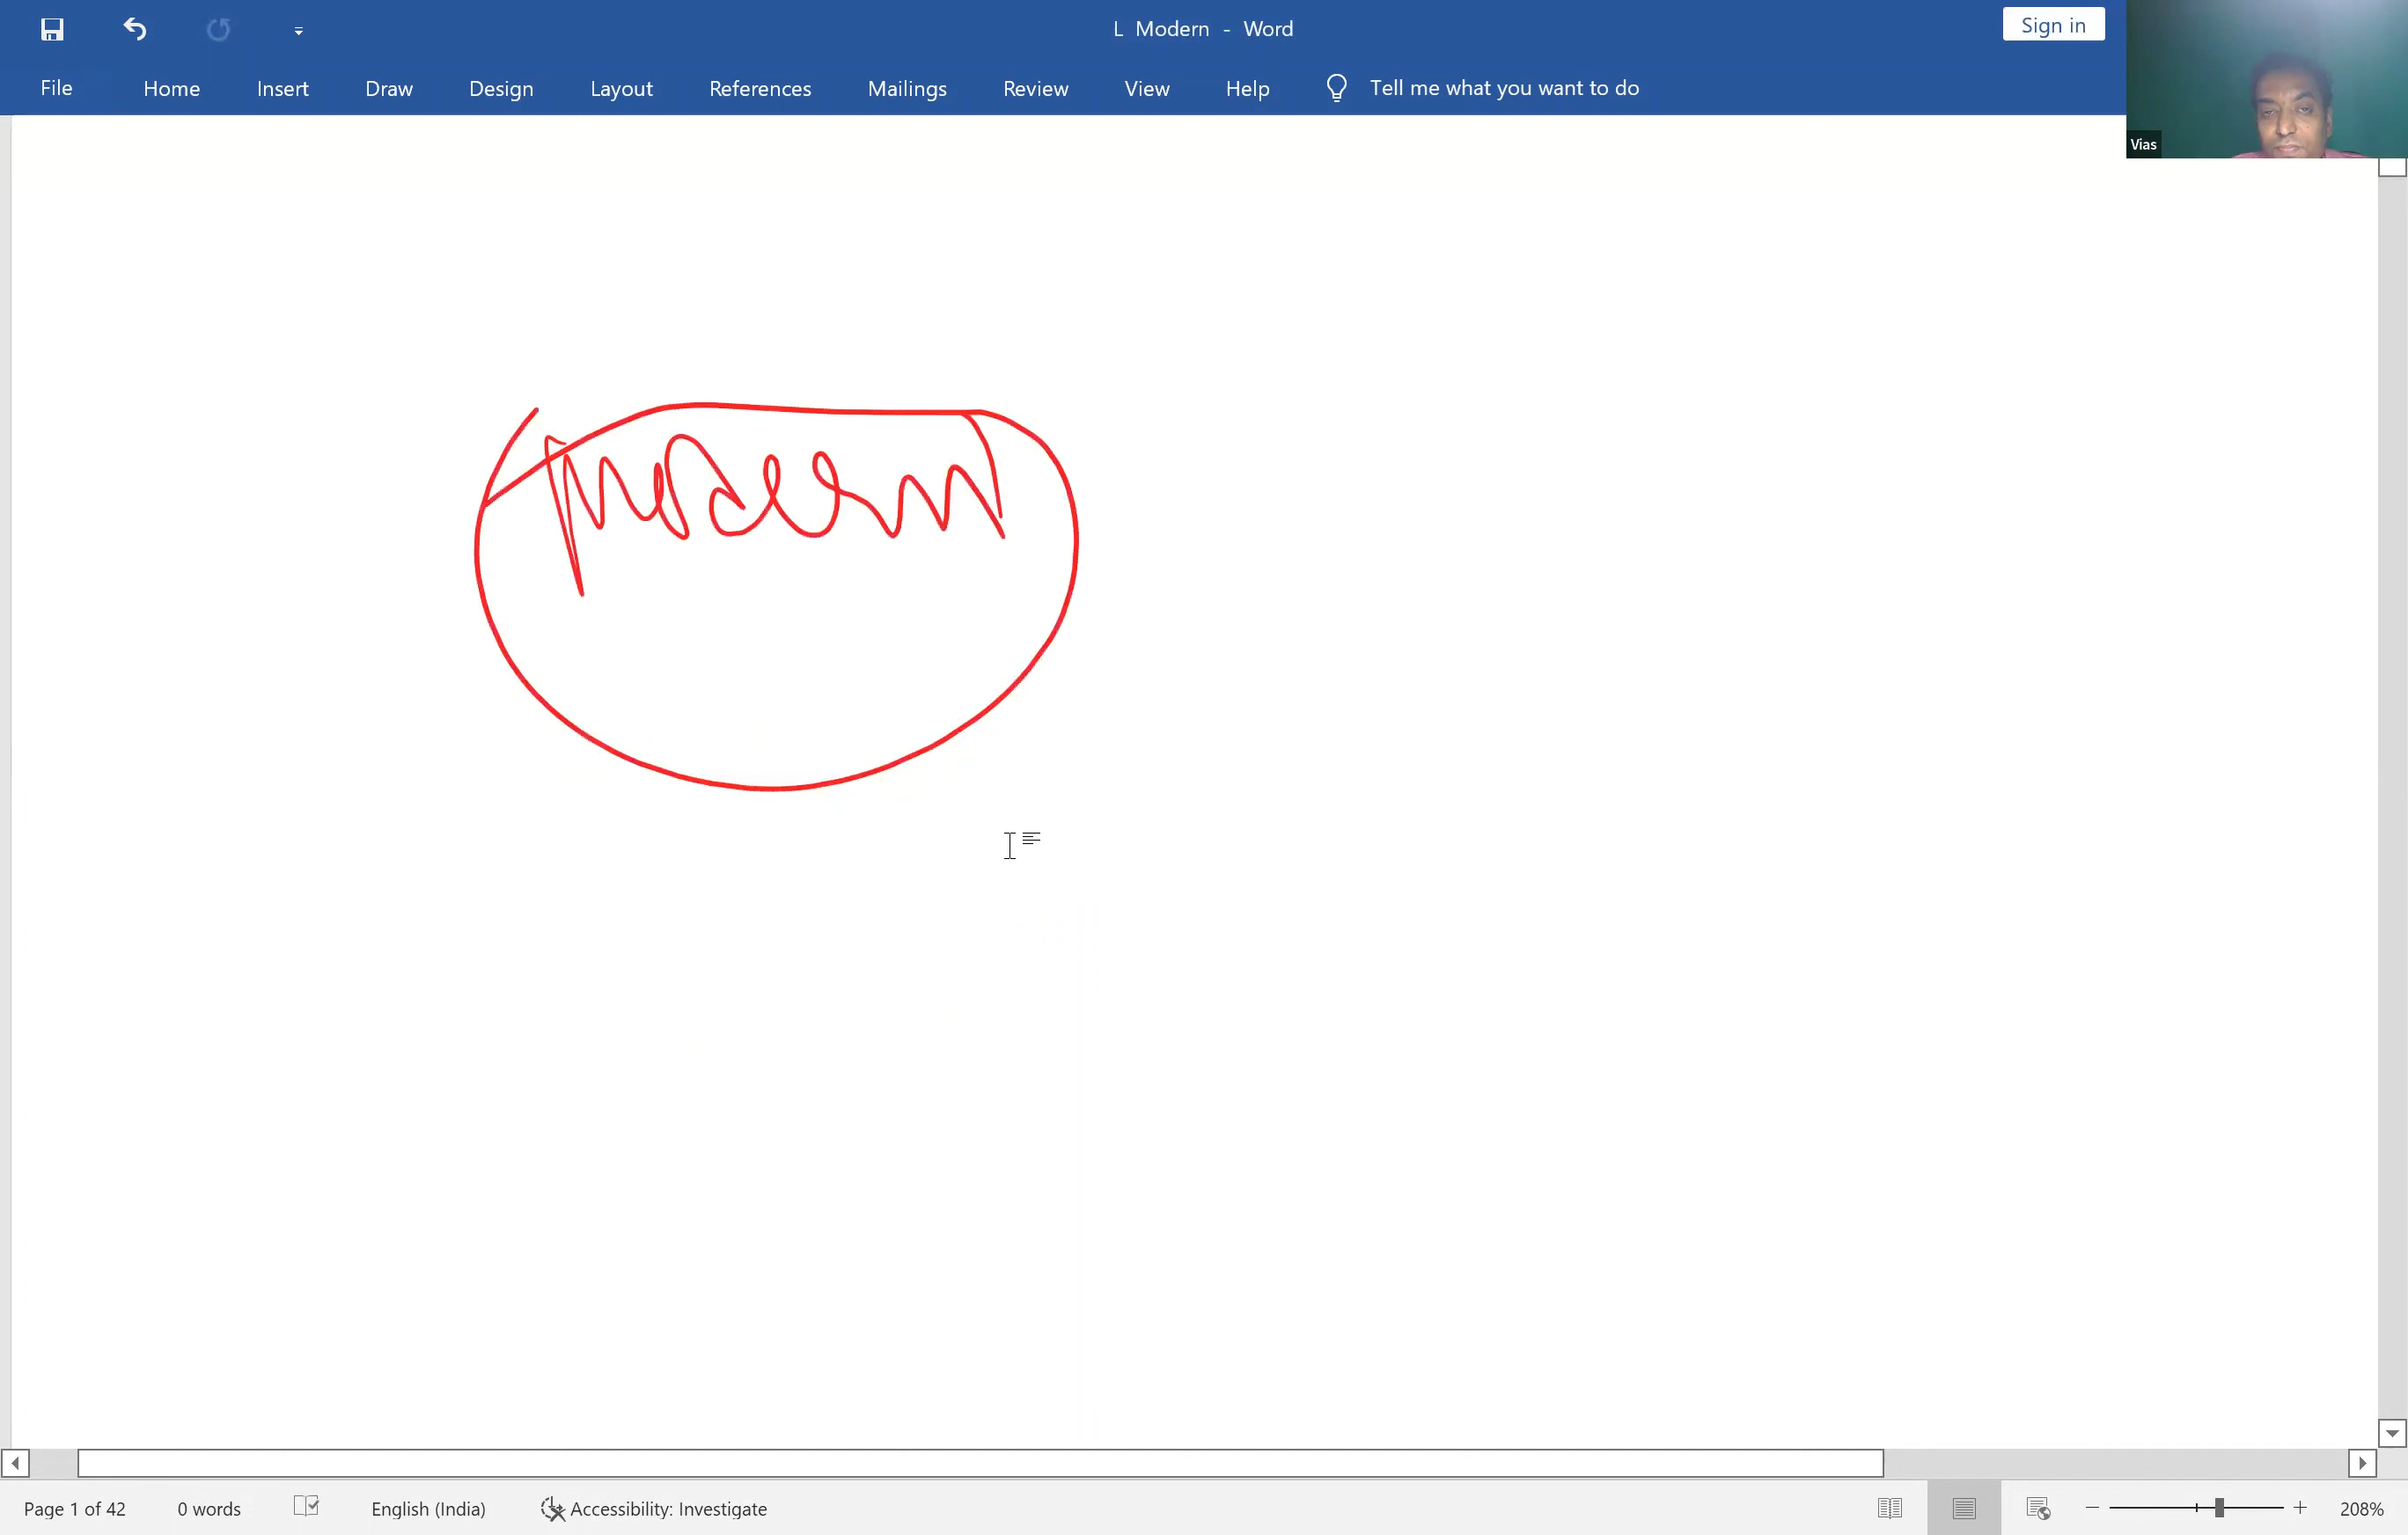 L Modern - Word
Sign in
File Home Insert Draw Design Layout References Mailings Review View Help Tell me what you want to do
Vias
Modern
Page 1 of 42 0 words English (India) Accessibility: Investigate 208%